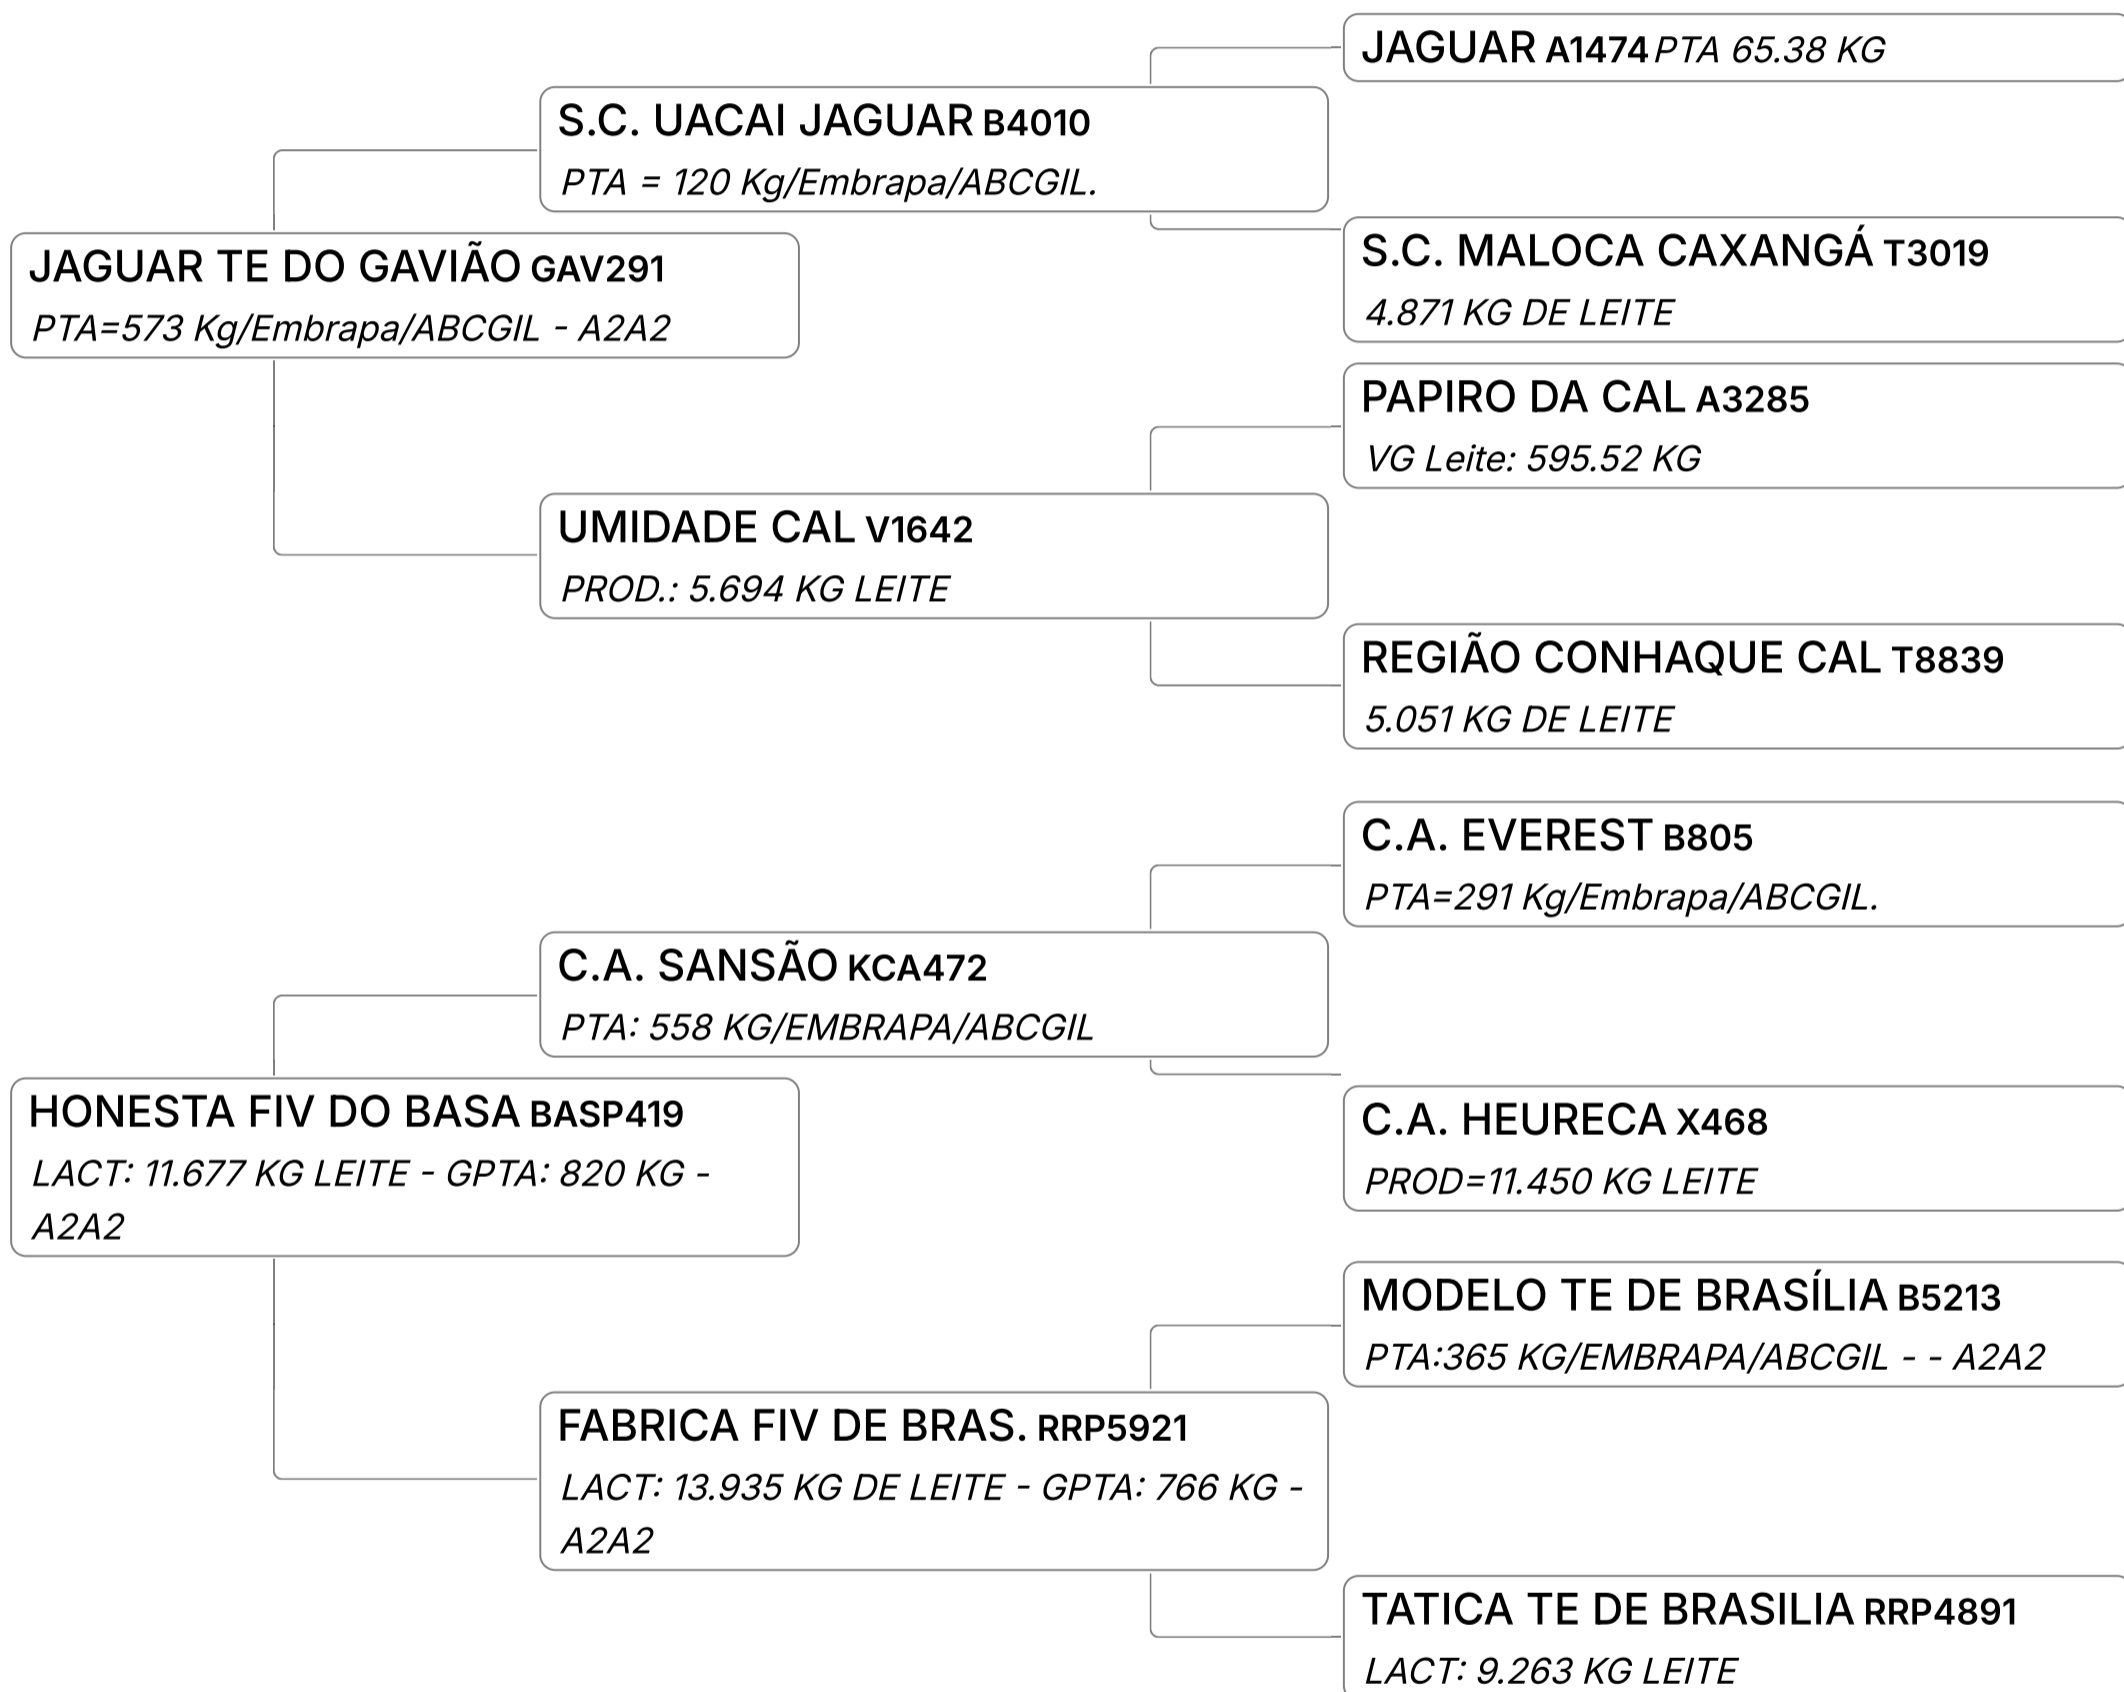 JAGUAR A1474 PTA 65.38 KG
S.C. UACAI JAGUAR B4010
PTA = 120 Kg/Embrapa/ABCGIL.
S.C. MALOCA CAXANGÁ T3019
4.871 KG DE LEITE
JAGUAR TE DO GAVIÃO GAV291
PTA=573 Kg/Embrapa/ABCGIL - A2A2
PAPIRO DA CAL A3285
VG Leite: 595.52 KG
UMIDADE CAL V1642
PROD.: 5.694 KG LEITE
REGIÃO CONHAQUE CAL T8839
5.051 KG DE LEITE
C.A. EVEREST B805
PTA=291 Kg/Embrapa/ABCGIL.
C.A. SANSÃO KCA472
PTA: 558 KG/EMBRAPA/ABCGIL
C.A. HEURECA X468
PROD=11.450 KG LEITE
HONESTA FIV DO BASA BASP419
LACT: 11.677 KG LEITE - GPTA: 820 KG -
A2A2
MODELO TE DE BRASÍLIA B5213
PTA:365 KG/EMBRAPA/ABCGIL - - A2A2
FABRICA FIV DE BRAS. RRP5921
LACT: 13.935 KG DE LEITE - GPTA: 766 KG -
A2A2
TATICA TE DE BRASILIA RRP4891
LACT: 9.263 KG LEITE